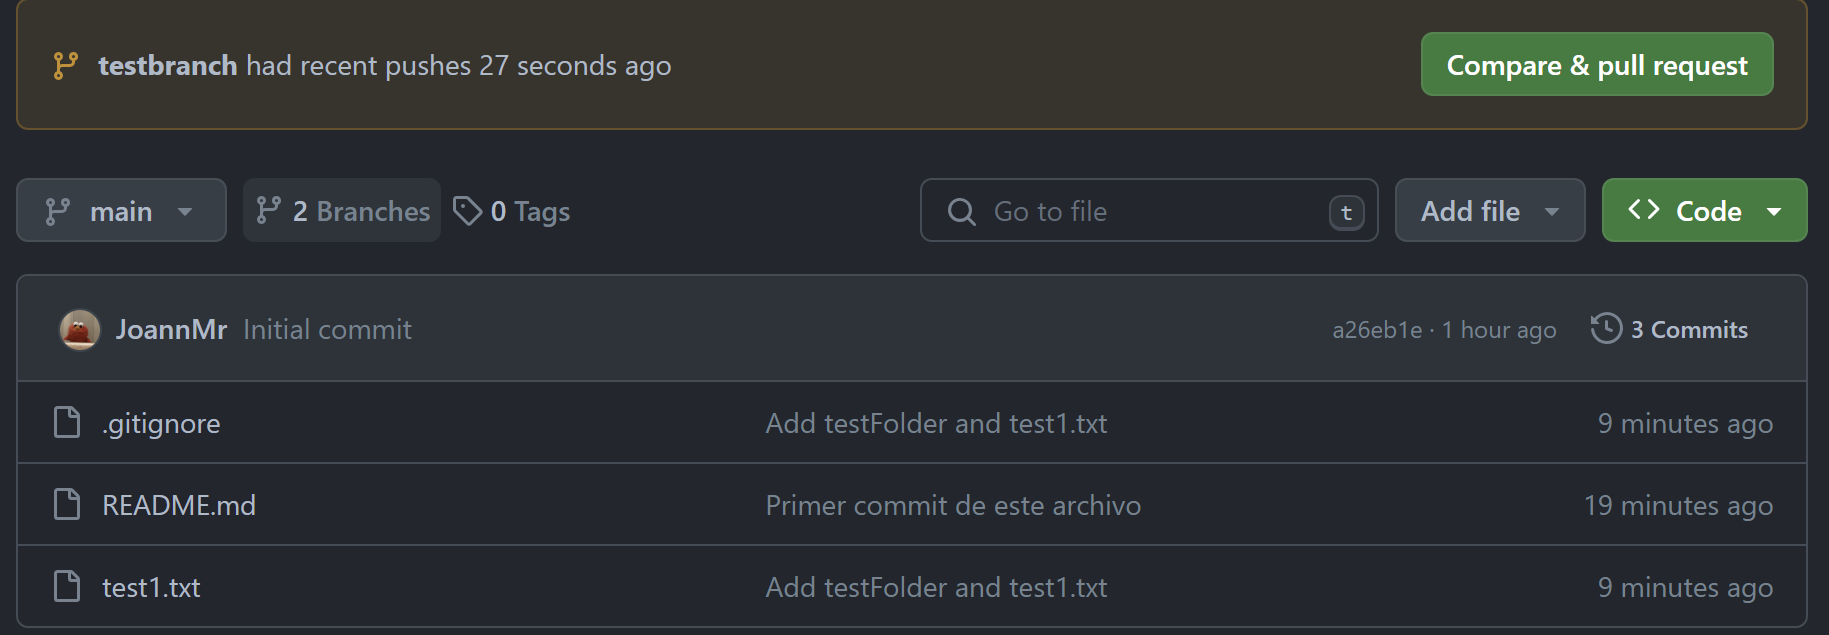 testbranch had recent pushes 27 seconds ago
Compare & pull request
main
2 Branches
0 Tags
Go to file
t
Add file
Code
JoannMr Initial commit
a26eb1e · 1 hour ago
3 Commits
.gitignore
Add testFolder and test1.txt
9 minutes ago
README.md
Primer commit de este archivo
19 minutes ago
test1.txt
Add testFolder and test1.txt
9 minutes ago